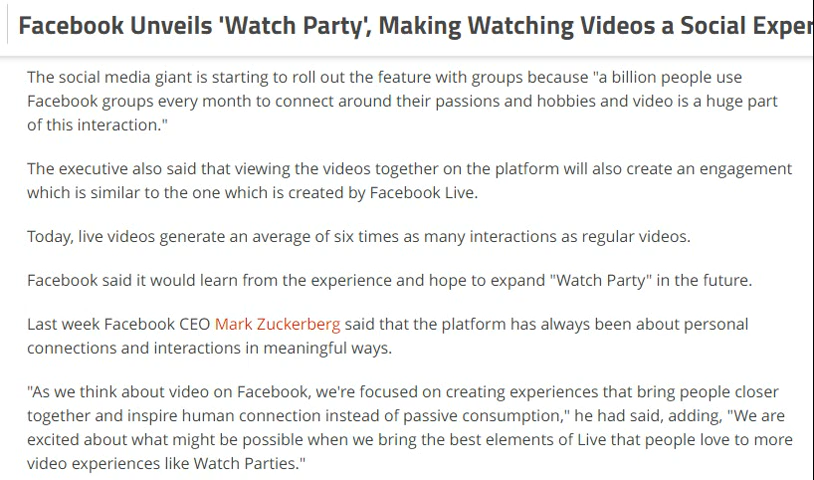 Facebook Unveils 'Watch Party', Making Watching Videos a Social Exper
The social media giant is starting to roll out the feature with groups because "a billion people use
Facebook groups every month to connect around their passions and hobbies and video is a huge part
of this interaction."
The executive also said that viewing the videos together on the platform will also create an engagement
which is similar to the one which is created by Facebook Live.
Today, live videos generate an average of six times as many interactions as regular videos.
Facebook said it would learn from the experience and hope to expand "Watch Party" in the future.
Last week Facebook CEO Mark Zuckerberg said that the platform has always been about personal
connections and interactions in meaningful ways.
"As we think about video on Facebook, we're focused on creating experiences that bring people closer
together and inspire human connection instead of passive consumption," he had said, adding, "We are
excited about what might be possible when we bring the best elements of Live that people love to more
video experiences like Watch Parties."